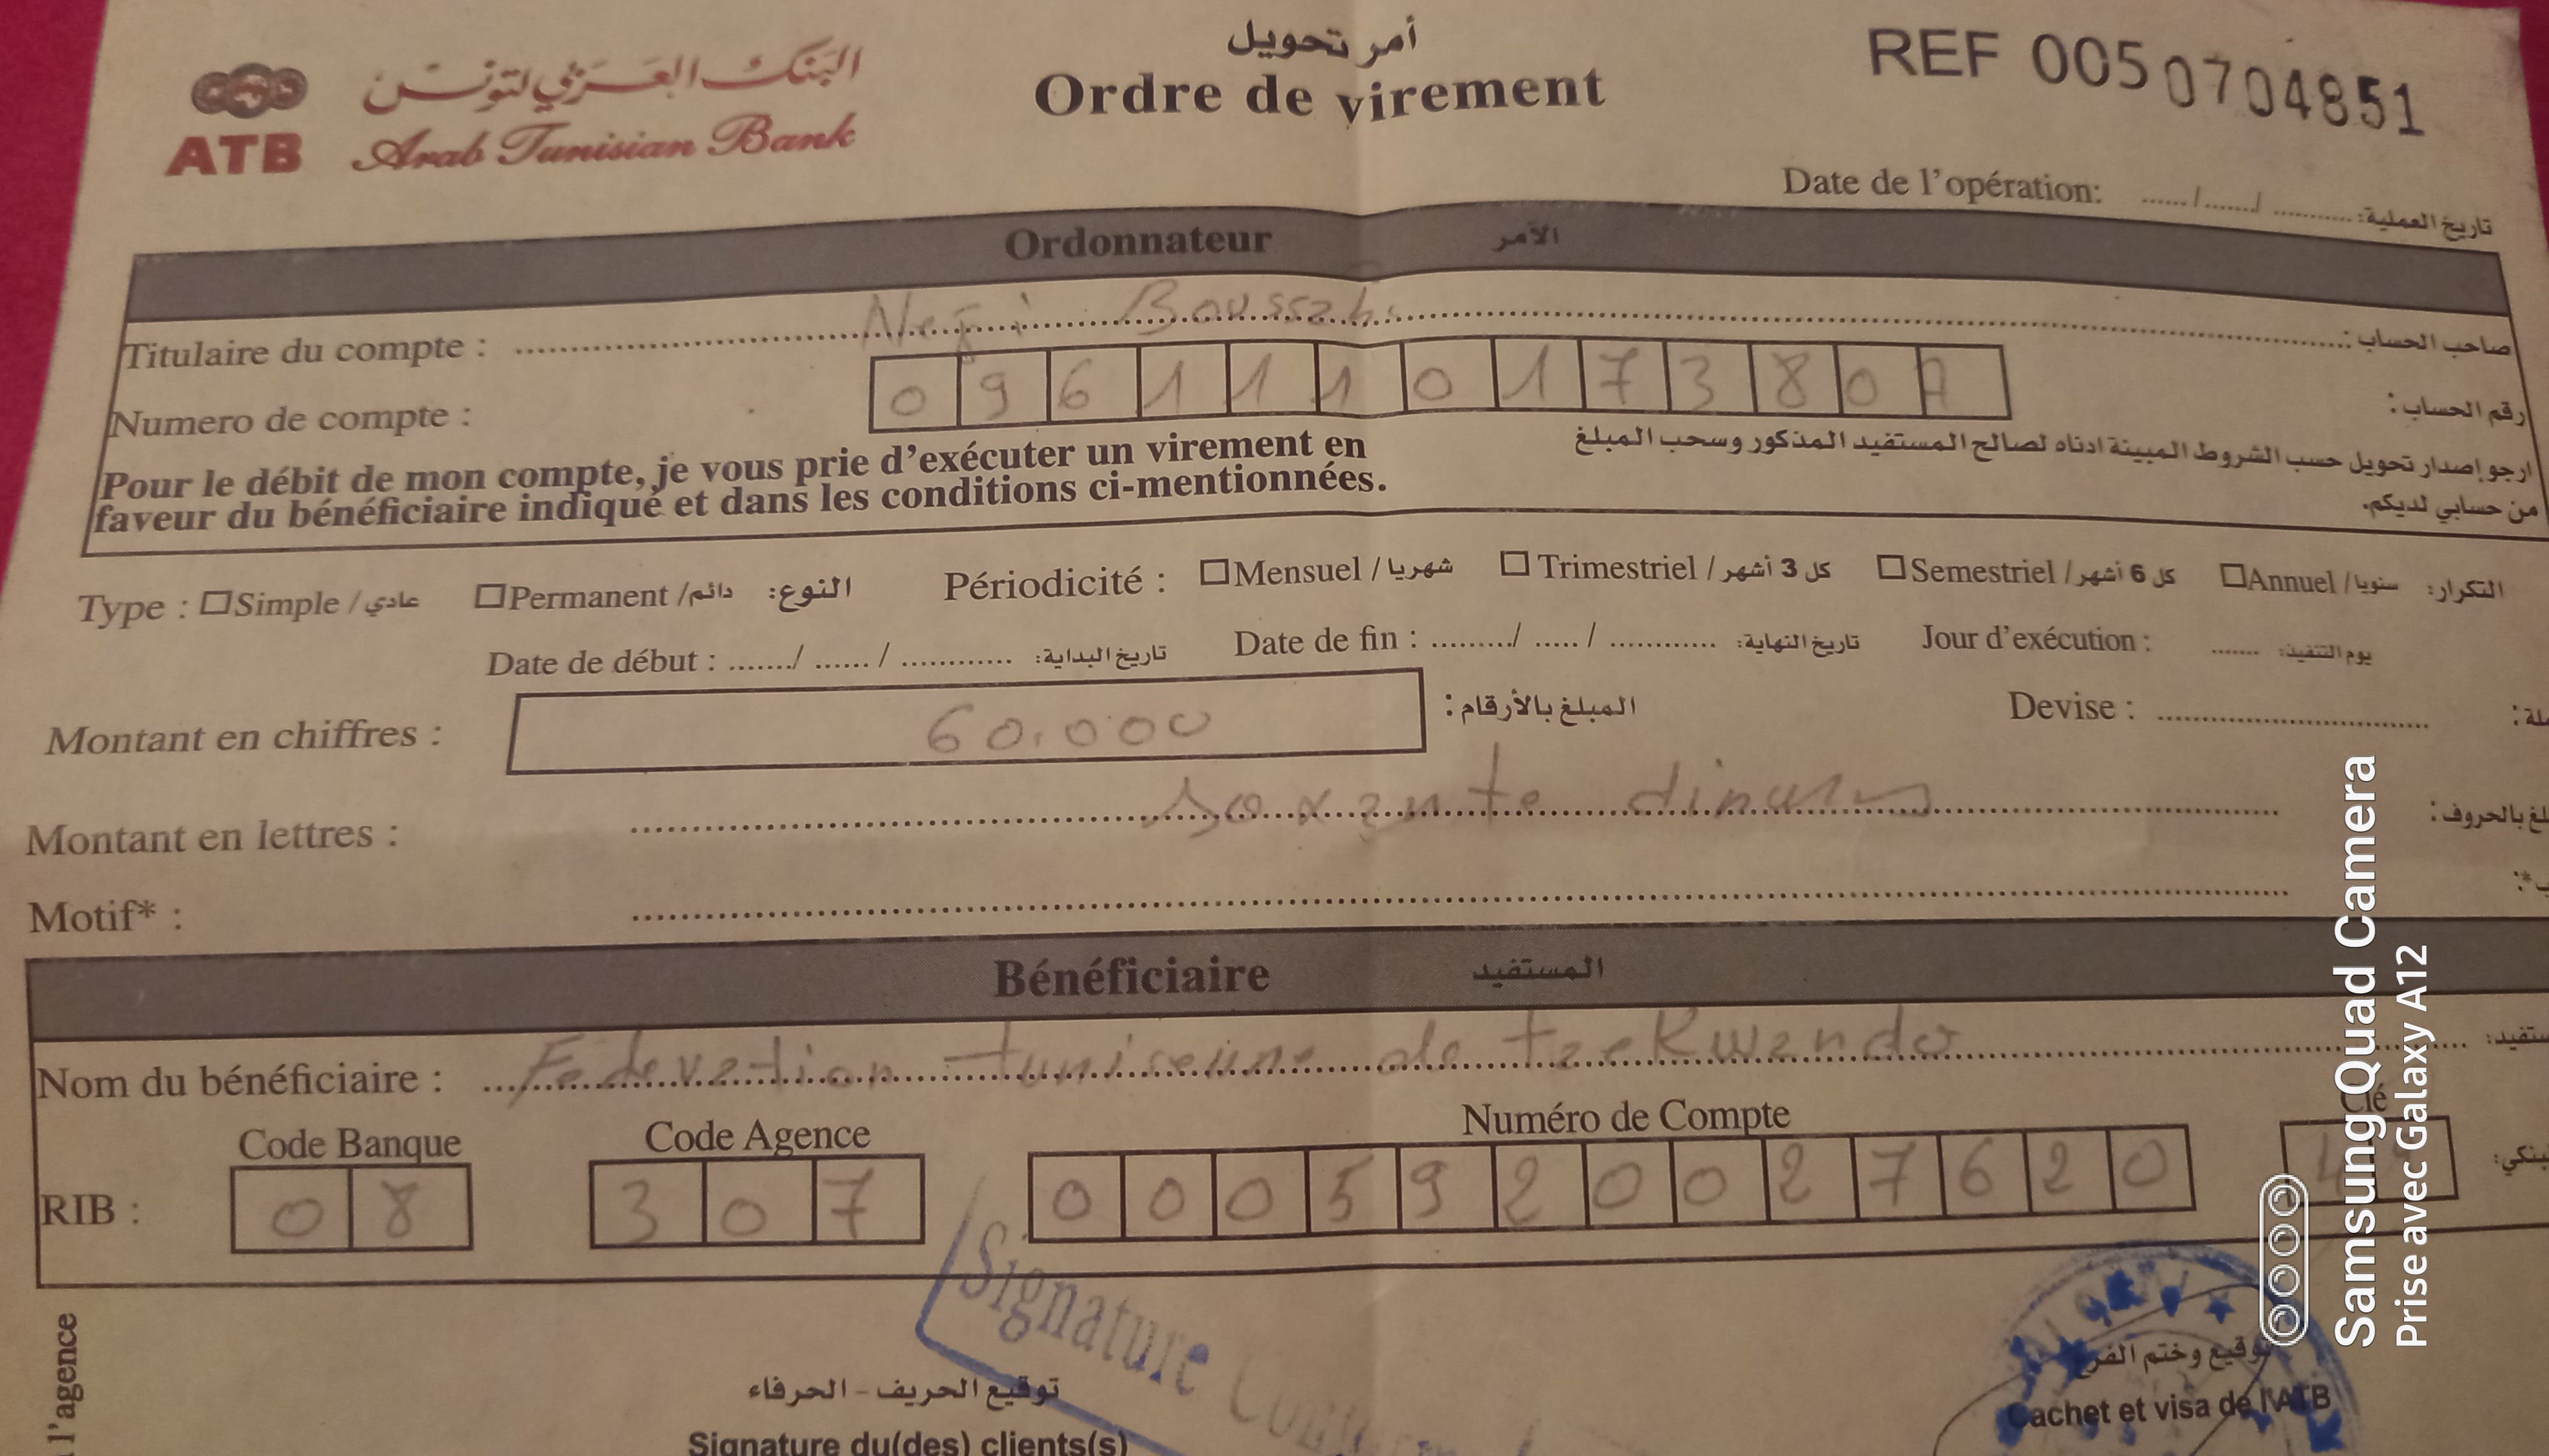 أمر تحويل
Ordre de virement
REF 0050704851
البنك العربي لتونس
ATB Arab Tunisian Bank
Date de l'opération: ....../....../ ........... تاريخ العملية:
Ordonnateur الآمر
Titulaire du compte : Neji صاحب الحساب :
Numero de compte : 0 9 6 1 1 1 0 1 7 3 8 0 رقم الحساب :
Pour le débit de mon compte, je vous prie d'exécuter un virement en
faveur du bénéficiaire indiqué et dans les conditions ci-mentionnées.
ارجو إصدار تحويل حسب الشروط المبينة ادناه لصالح المستفيد المذكور وسحب المبلغ
من حسابي لديكم.
Type : ☐ Simple / عادي ☐ Permanent / دائم النوع: Périodicité : ☐ Mensuel / شهريا ☐ Trimestriel / كل 3 أشهر ☐ Semestriel / كل 6 أشهر ☐ Annuel / سنويا التكرار:
Date de début : ......./ ...... / ............ تاريخ البداية: Date de fin : ........./ ..... / ............ تاريخ النهاية: Jour d'exécution : ....... يوم التنفيذ:
Montant en chiffres : 60.000 المبلغ بالأرقام : Devise :
Montant en lettres : soixante dinars بالحروف :
Motif* :
Bénéficiaire المستفيد
Nom du bénéficiaire : Federation tunisienne de taekwando
Code Banque Code Agence Numéro de Compte Clé
RIB : 0 8 3 0 7 0 0 0 5 9 2 0 0 2 7 6 2 0
Signature
توقيع الحريف - الحرفاء
Signature du(des) clients(s)
توقيع وختم الفرع
Cachet et visa de l'ATB
l'agence
Samsung Quad Camera
Prise avec Galaxy A12